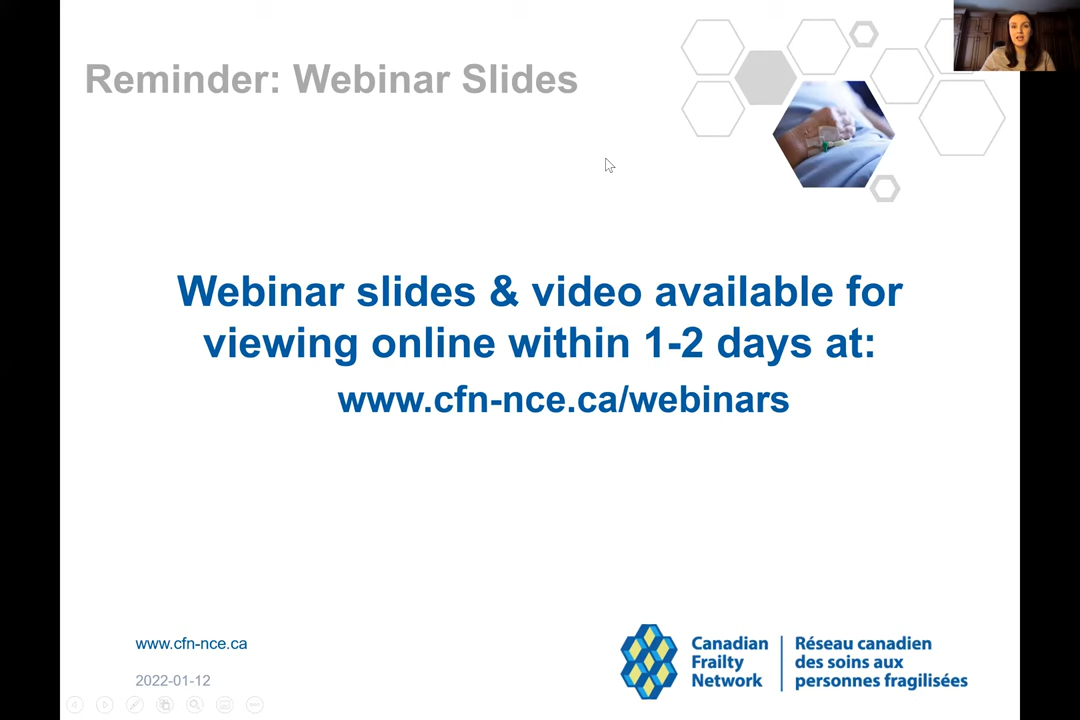 Reminder: Webinar Slides
Webinar slides & video available for
viewing online within 1-2 days at:
www.cfn-nce.ca/webinars
www.cfn-nce.ca
2022-01-12
Canadian
Frailty
Network
Réseau canadien
des soins aux
personnes fragilisées